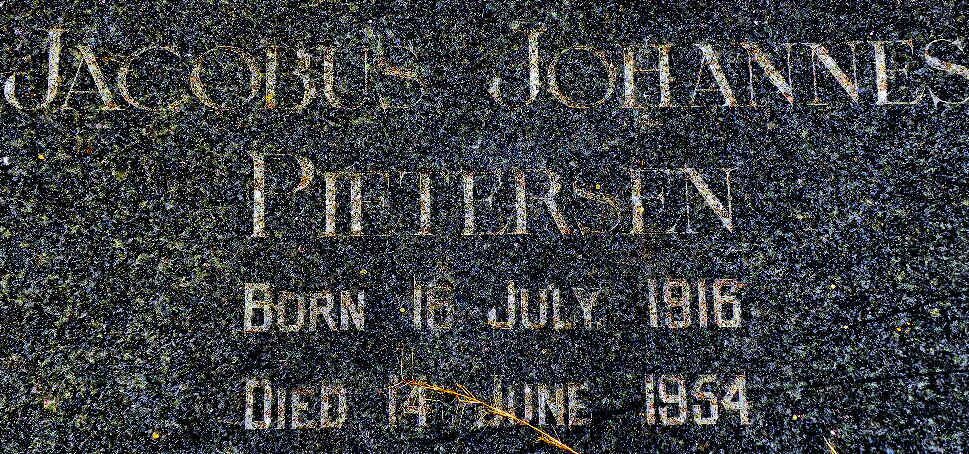 JACOBUS JOHANNES
PIETERSEN
BORN 16 JULY 1916
DIED 14 JUNE 1954